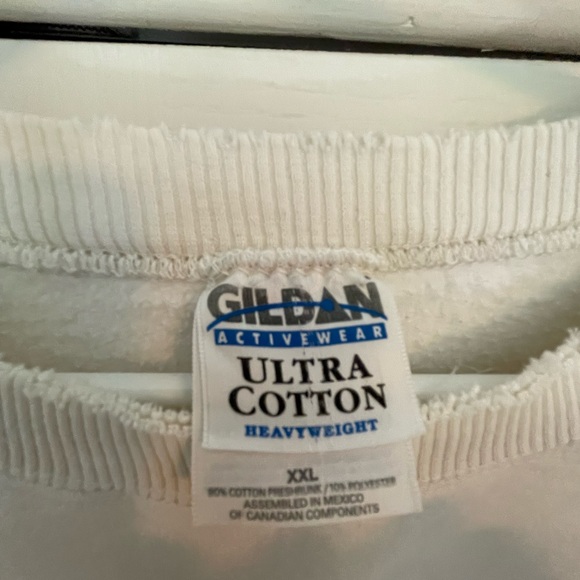 GILDAN
ACTIVEWEAR
ULTRA
COTTON
HEAVYWEIGHT
XXL
90% COTTON PRESHRUNK / 10% POLYESTER
ASSEMBLED IN MEXICO
OF CANADIAN COMPONENTS